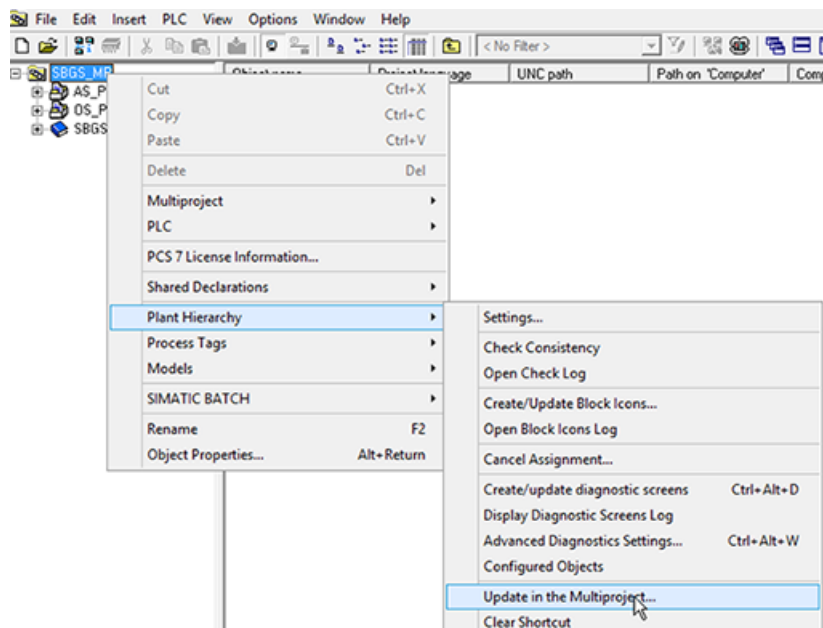 File Edit Insert PLC View Options Window Help
< No Filter >
SBGS_MP Object name Project language UNC path Path on 'Computer' Comp
AS_P
OS_P
SBGS
Cut Ctrl+X
Copy Ctrl+C
Paste Ctrl+V
Delete Del
Multiproject
PLC
PCS 7 License Information...
Shared Declarations
Plant Hierarchy
Process Tags
Models
SIMATIC BATCH
Rename F2
Object Properties... Alt+Return
Settings...
Check Consistency
Open Check Log
Create/Update Block Icons...
Open Block Icons Log
Cancel Assignment...
Create/update diagnostic screens Ctrl+Alt+D
Display Diagnostic Screens Log
Advanced Diagnostics Settings... Ctrl+Alt+W
Configured Objects
Update in the Multiproject...
Clear Shortcut